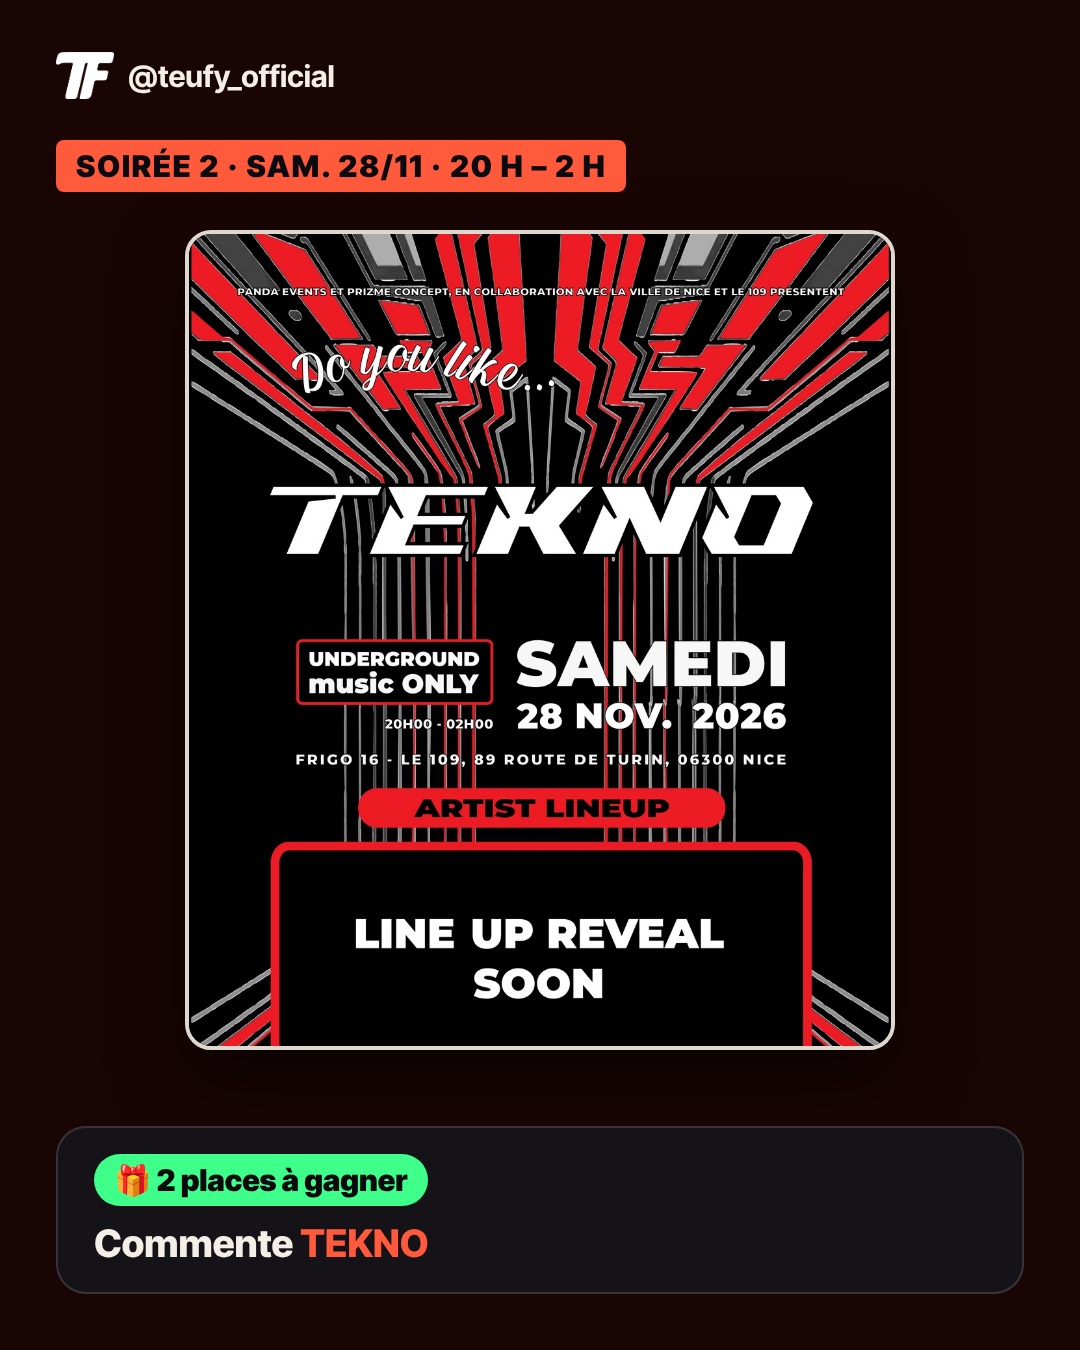 TF @teufy_official
SOIRÉE 2 · SAM. 28/11 · 20 H – 2 H
PANDA EVENTS ET PRIZME CONCEPT, EN COLLABORATION AVEC LA VILLE DE NICE ET LE 109 PRÉSENTENT
Do you like...
TEKNO
UNDERGROUND
music ONLY
20H00 - 02H00
SAMEDI
28 NOV. 2026
FRIGO 16 - LE 109, 89 ROUTE DE TURIN, 06300 NICE
ARTIST LINEUP
LINE UP REVEAL
SOON
🎁 2 places à gagner
Commente TEKNO